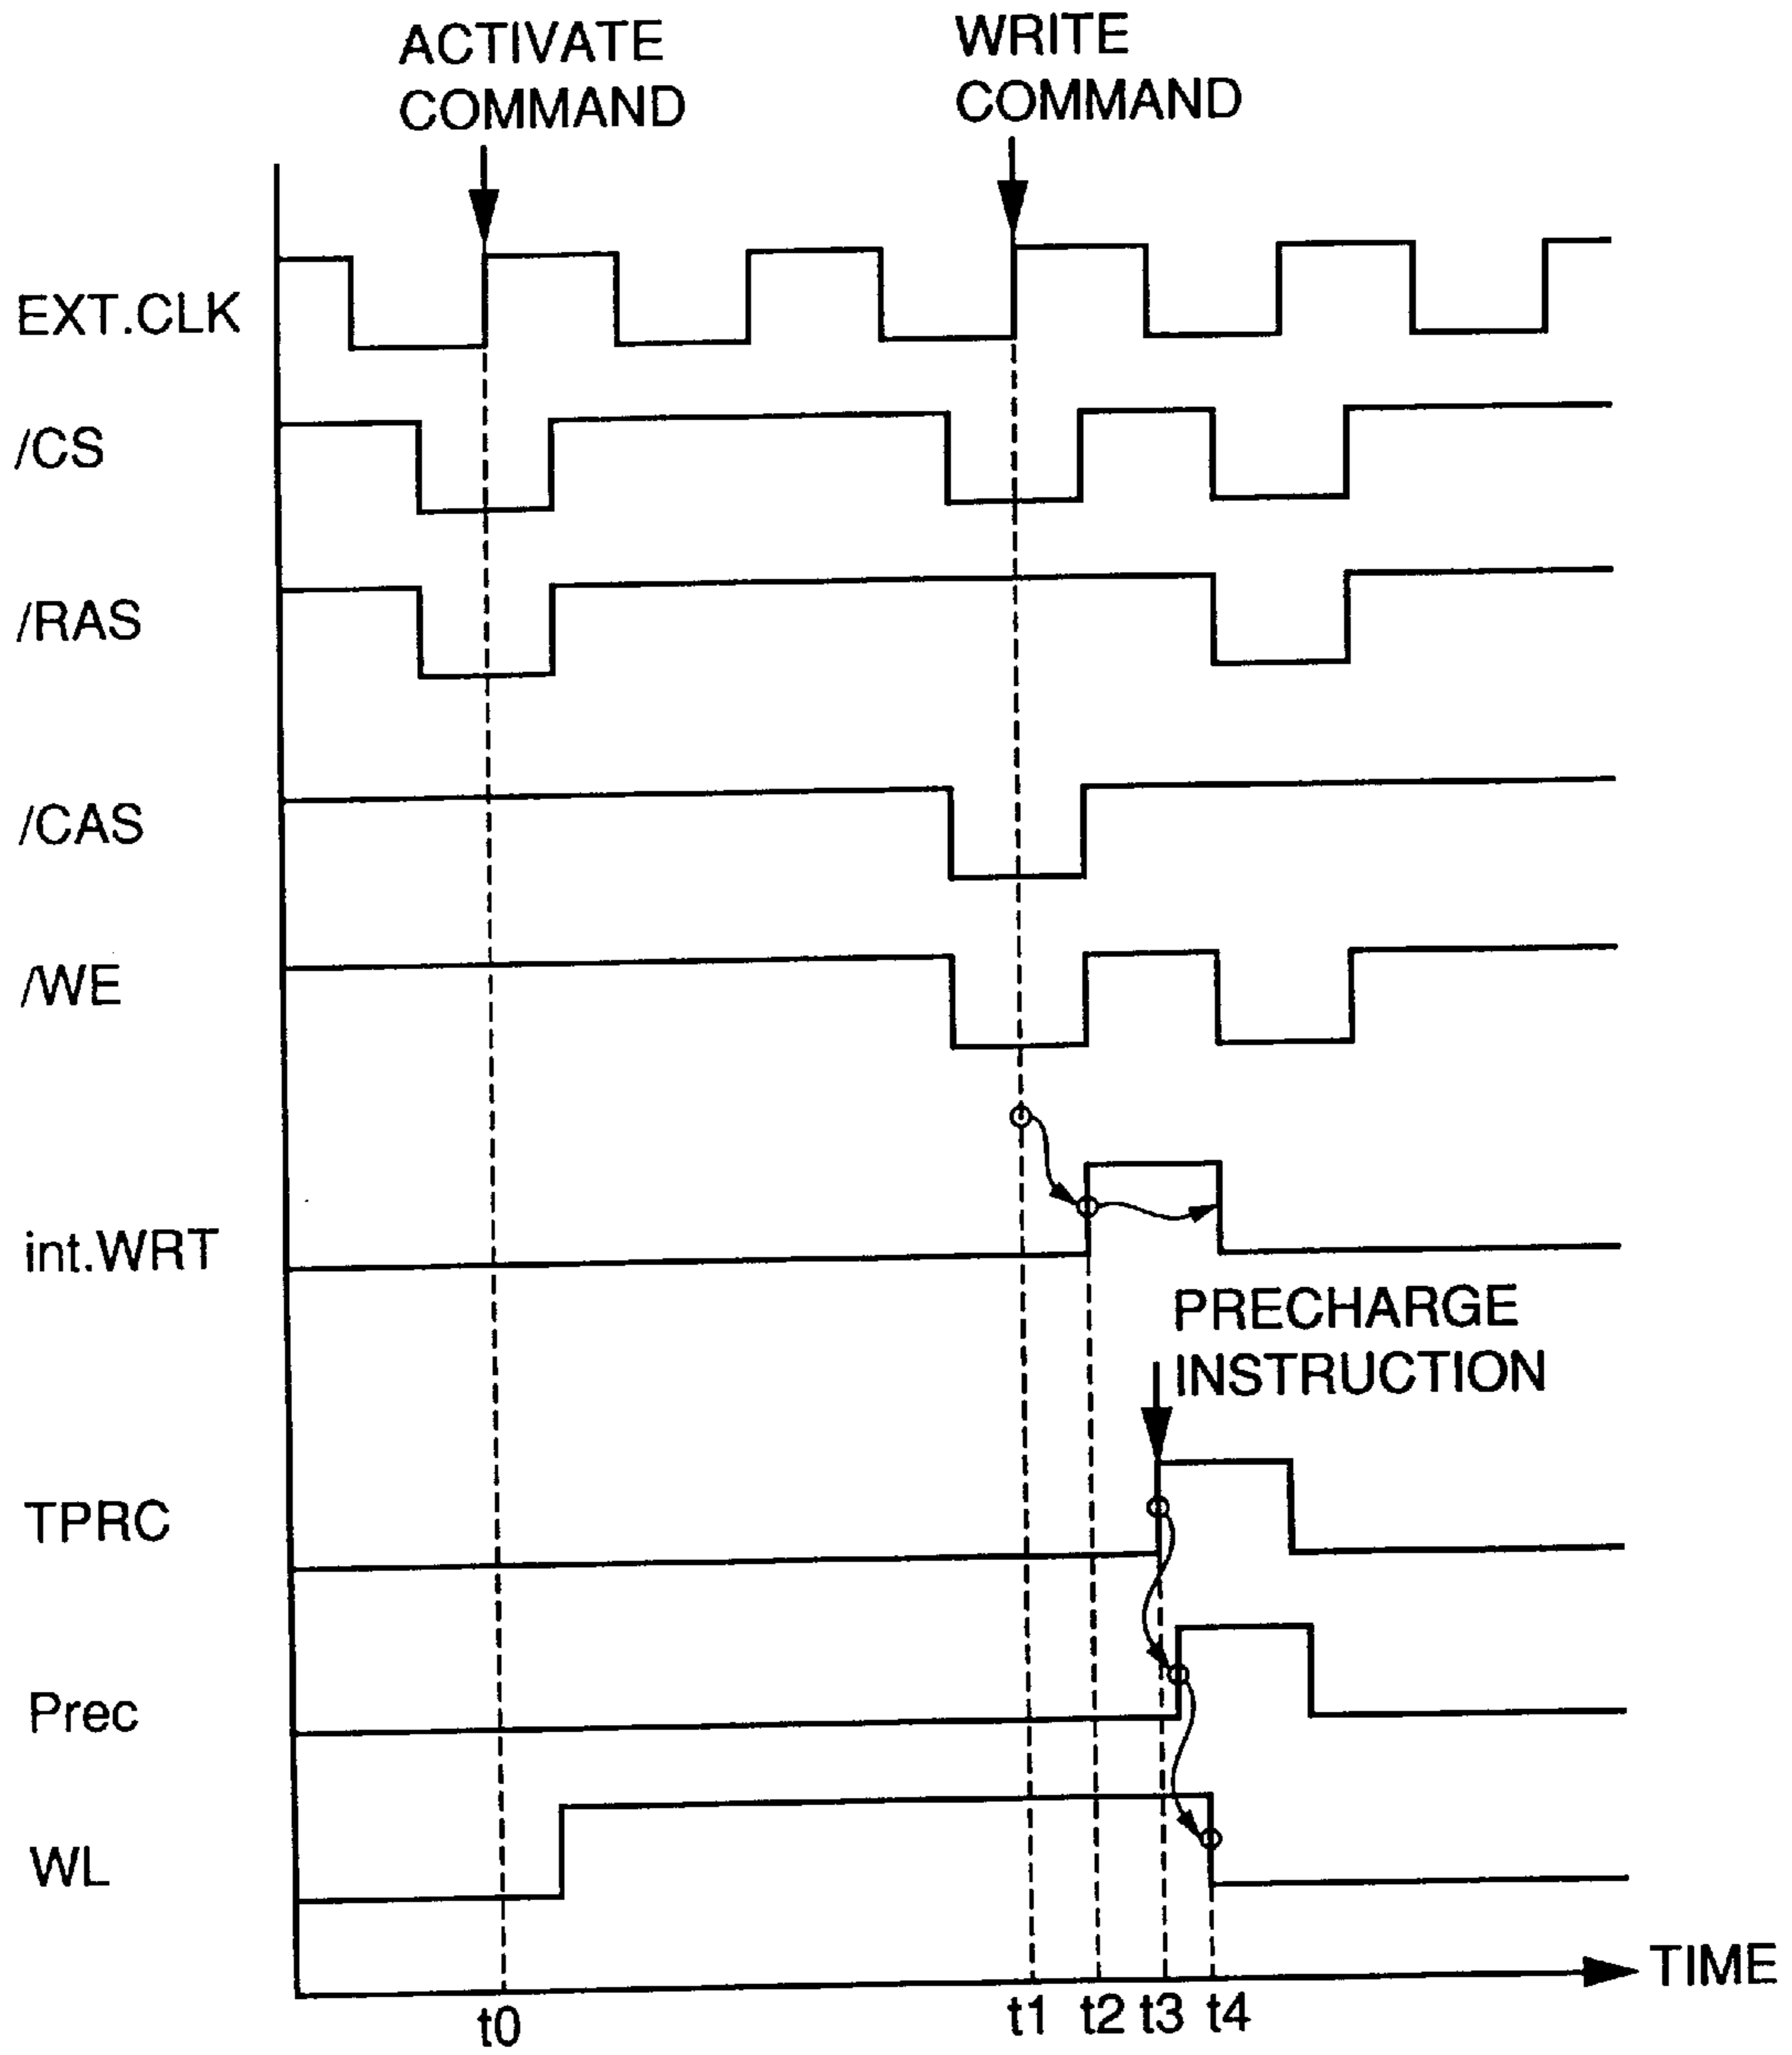 ACTIVATE
COMMAND
WRITE
COMMAND
EXT.CLK
/CS
/RAS
/CAS
/WE
int.WRT
PRECHARGE
INSTRUCTION
TPRC
Prec
WL
TIME
t0 t1 t2 t3 t4